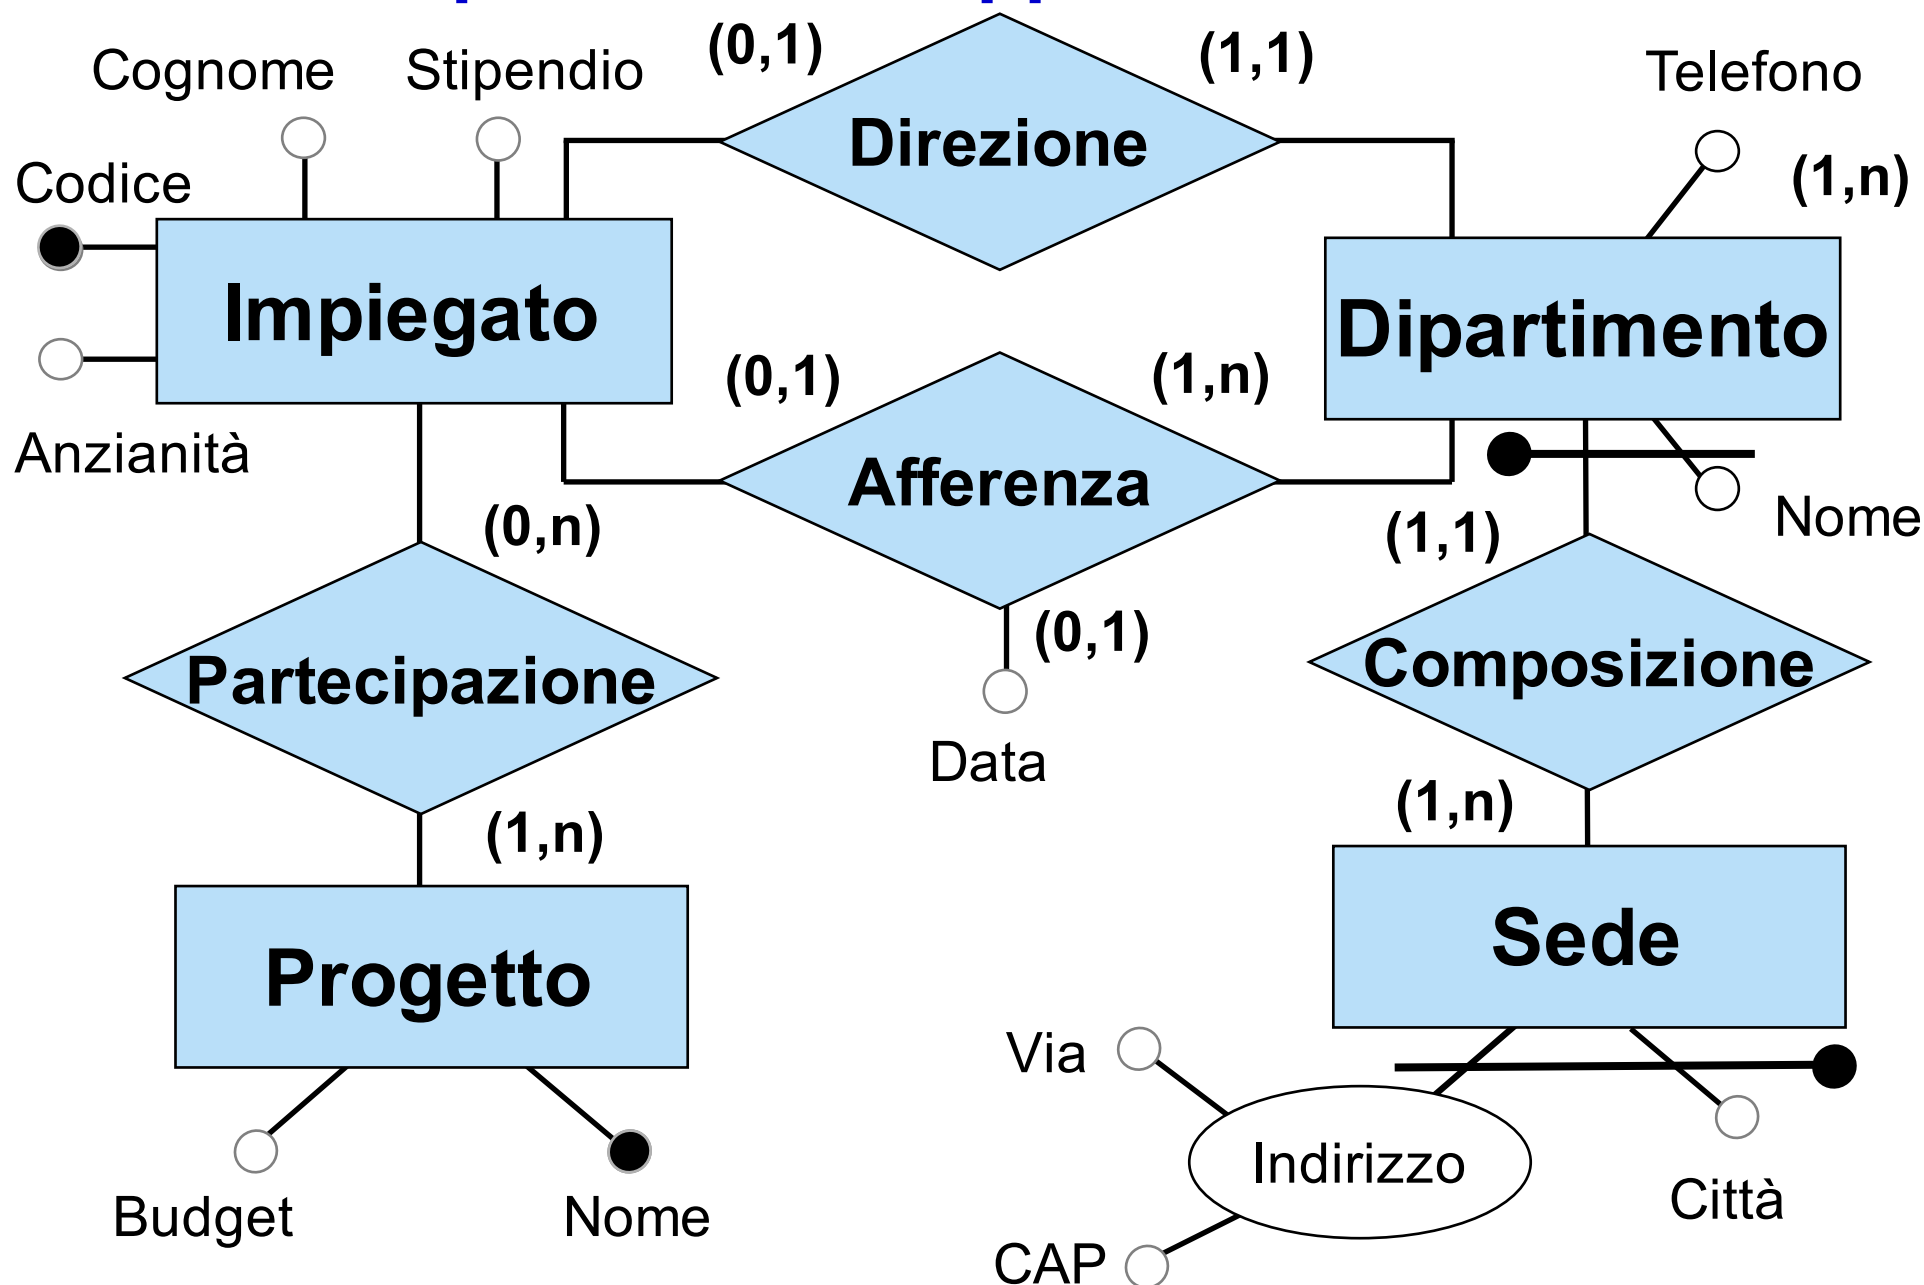 (0,1)
(1,1)
Cognome
Stipendio
Telefono
Direzione
Codice
(1,n)
Impiegato
Dipartimento
(0,1)
(1,n)
Anzianità
Afferenza
(0,n)
(1,1)
Nome
(0,1)
Partecipazione
Composizione
Data
(1,n)
(1,n)
Sede
Progetto
Via
Indirizzo
Budget
Nome
Città
CAP